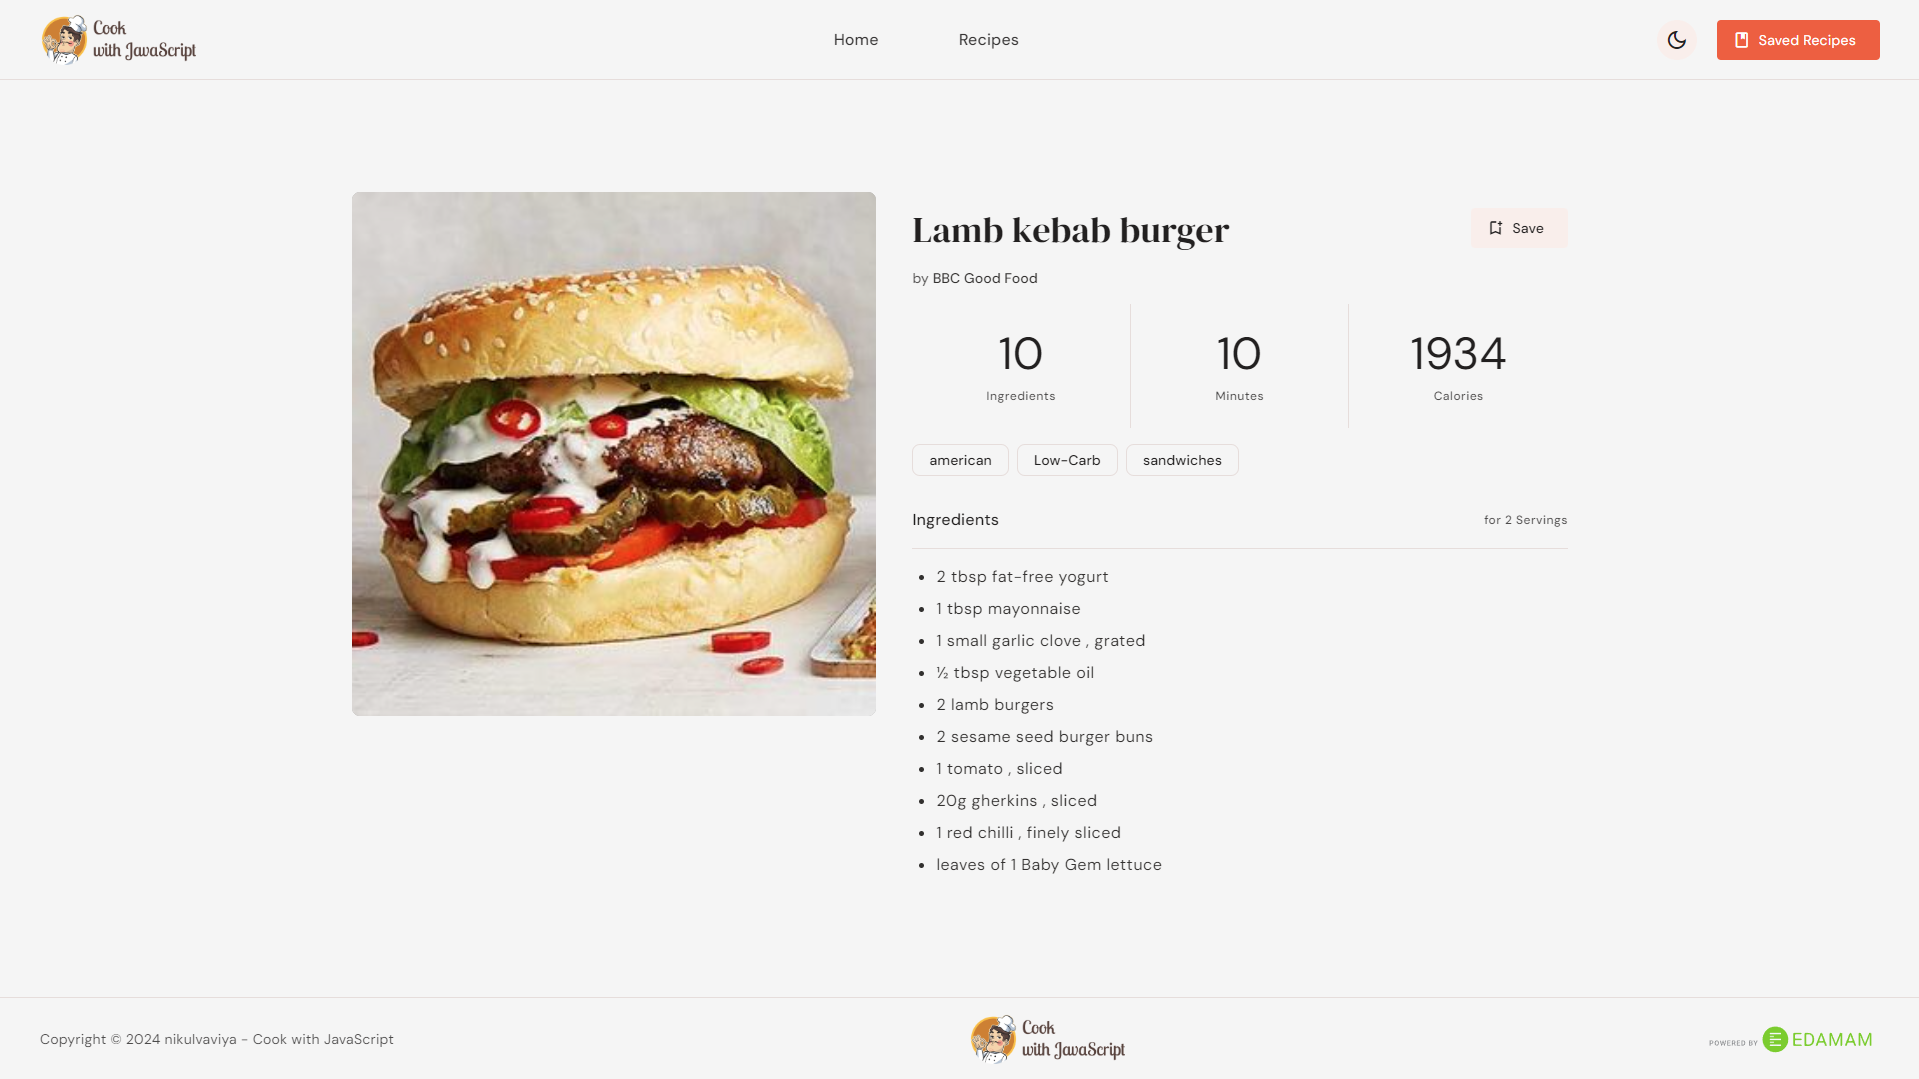 Cook
with JavaScript
Home
Recipes
Saved Recipes
Lamb kebab burger
Save
by BBC Good Food
10
Ingredients
10
Minutes
1934
Calories
american
Low-Carb
sandwiches
Ingredients
for 2 Servings
2 tbsp fat-free yogurt
1 tbsp mayonnaise
1 small garlic clove , grated
½ tbsp vegetable oil
2 lamb burgers
2 sesame seed burger buns
1 tomato , sliced
20g gherkins , sliced
1 red chilli , finely sliced
leaves of 1 Baby Gem lettuce
Copyright © 2024 nikulvaviya - Cook with JavaScript
Cook
with JavaScript
POWERED BY EDAMAM